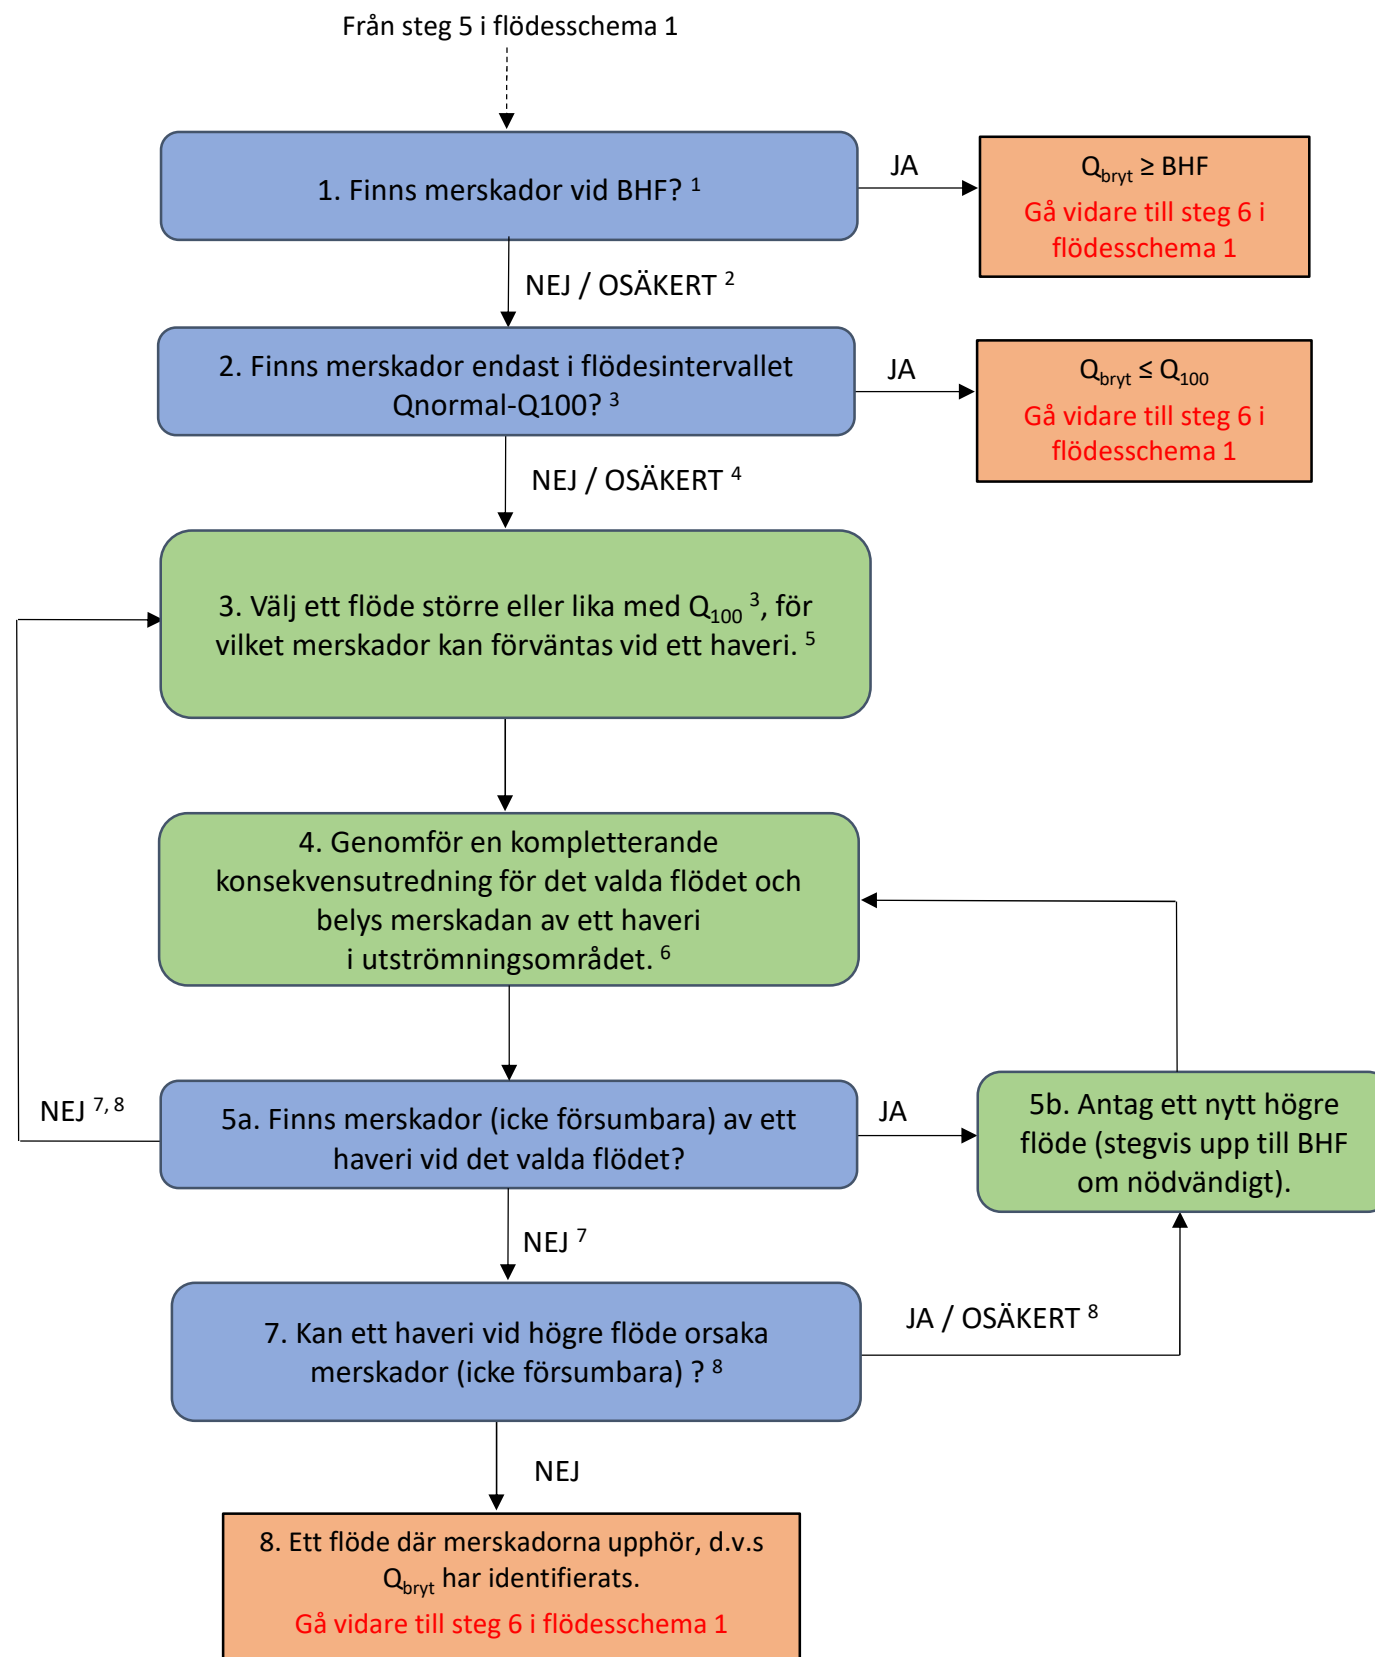 Från steg 5 i flödesschema 1
1. Finns merskador vid BHF? 1
JA
Qbryt ≥ BHF
Gå vidare till steg 6 i
flödesschema 1
NEJ / OSÄKERT 2
2. Finns merskador endast i flödesintervallet
Qnormal-Q100? 3
JA
Qbryt ≤ Q100
Gå vidare till steg 6 i
flödesschema 1
NEJ / OSÄKERT 4
3. Välj ett flöde större eller lika med Q100 3, för
vilket merskador kan förväntas vid ett haveri. 5
4. Genomför en kompletterande
konsekvensutredning för det valda flödet och
belys merskadan av ett haveri
i utströmningsområdet. 6
NEJ 7, 8
5a. Finns merskador (icke försumbara) av ett
haveri vid det valda flödet?
JA
5b. Antag ett nytt högre
flöde (stegvis upp till BHF
om nödvändigt).
NEJ 7
7. Kan ett haveri vid högre flöde orsaka
merskador (icke försumbara) ? 8
JA / OSÄKERT 8
NEJ
8. Ett flöde där merskadorna upphör, d.v.s
Qbryt har identifierats.
Gå vidare till steg 6 i flödesschema 1